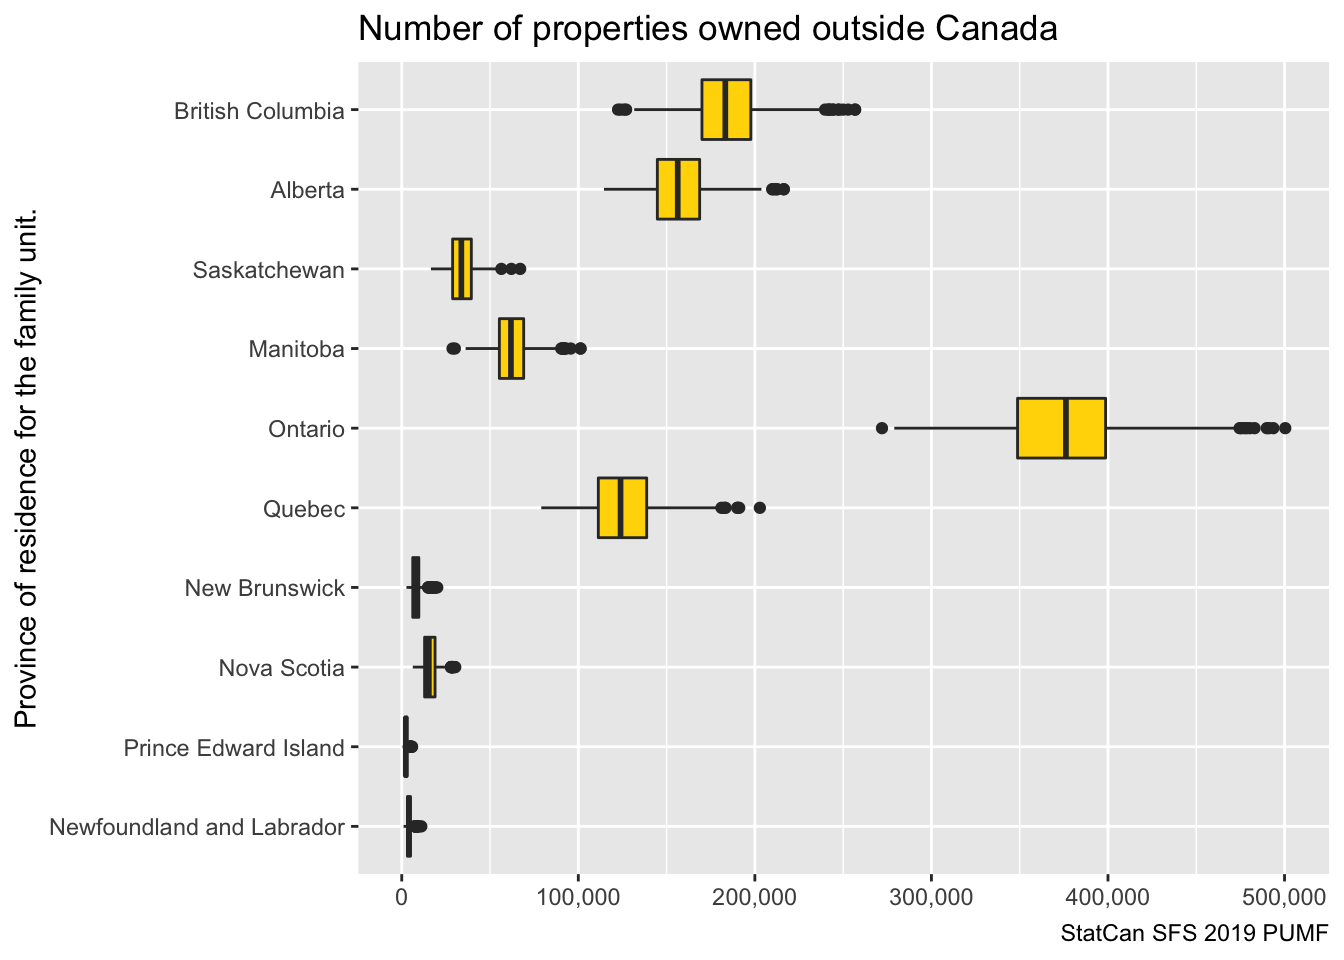 Number of properties owned outside Canada
Province of residence for the family unit.
British Columbia
Alberta
Saskatchewan
Manitoba
Ontario
Quebec
New Brunswick
Nova Scotia
Prince Edward Island
Newfoundland and Labrador
0 100,000 200,000 300,000 400,000 500,000
StatCan SFS 2019 PUMF